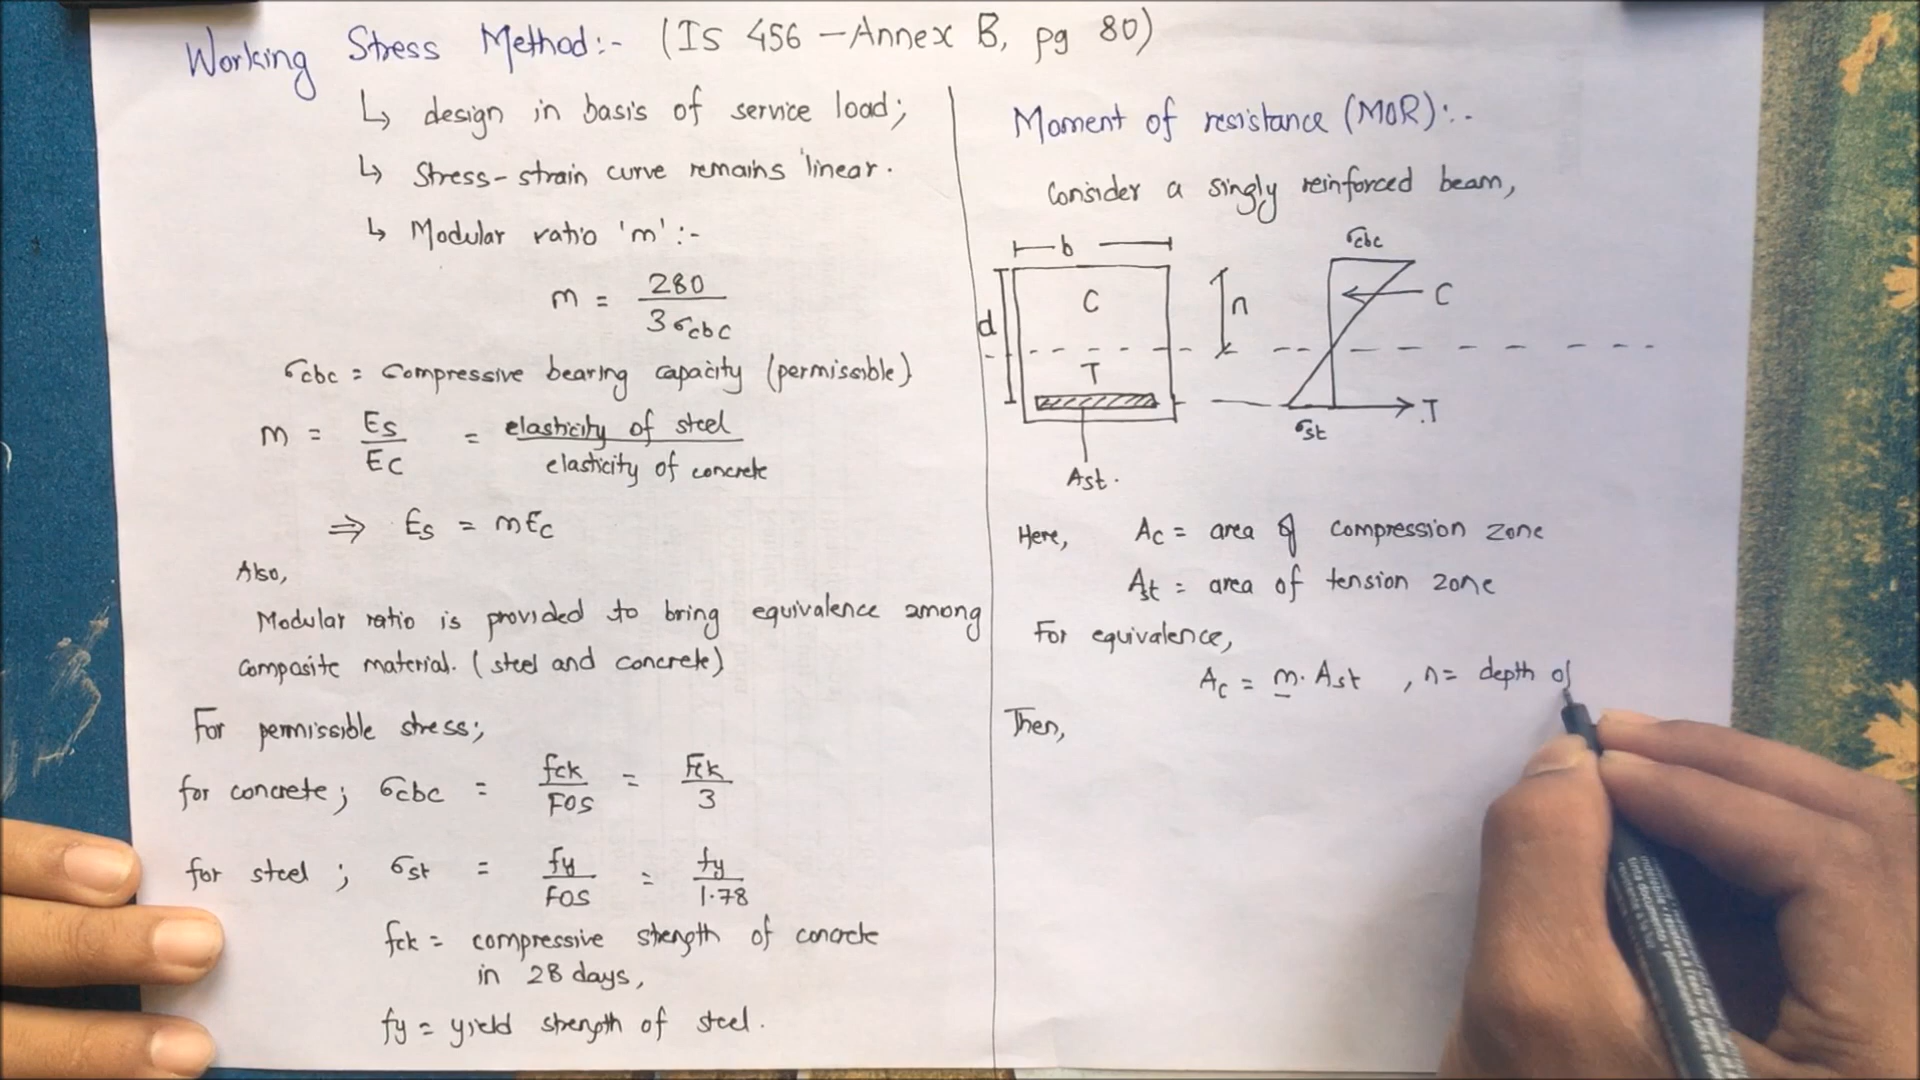 Working Stress Method:- (Is 456 – Annex B, pg 80)
↳ design in basis of service load;
↳ Stress-strain curve remains linear.
↳ Modular ratio 'm':-
m = 280 / 3σcbc
σcbc = compressive bearing capacity (permissible)
m = Es / Ec = elasticity of steel / elasticity of concrete
⇒ Es = mEc
Also,
Modular ratio is provided to bring equivalence among
composite material. (steel and concrete)
For permissible stress;
for concrete; σcbc = fck / FOS = Fck / 3
for steel; σst = fy / FOS = fy / 1.78
fck = compressive strength of concrete
in 28 days,
fy = yield strength of steel.
Moment of resistance (MOR):-
Consider a singly reinforced beam,
b
σcbc
d
C
n
C
T
T
σst
Ast.
Here, Ac = area of compression zone
Ast = area of tension zone
For equivalence,
Ac = m. Ast , n = depth of
Then,